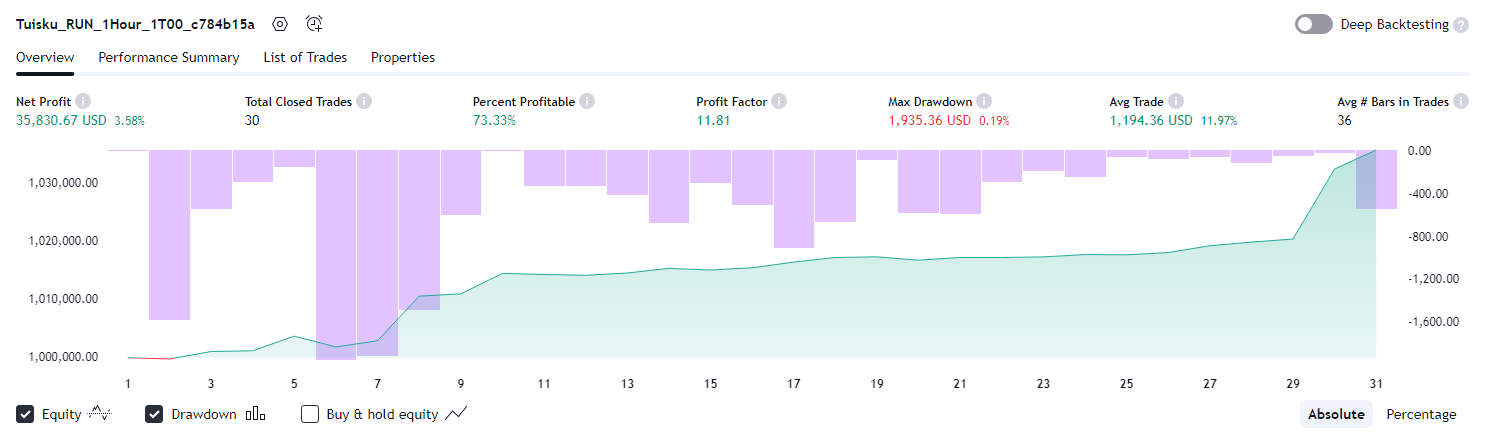 Tuisku_RUN_1Hour_1T00_c784b15a Deep Backtesting ?
Overview Performance Summary List of Trades Properties
Net Profit Total Closed Trades Percent Profitable Profit Factor Max Drawdown Avg Trade Avg # Bars in Trades
35,830.67 USD 3.58% 30 73.33% 11.81 1,935.36 USD 0.19% 1,194.36 USD 11.97% 36
0.00
1,030,000.00
-400.00
1,020,000.00 -800.00
-1,200.00
1,010,000.00
-1,600.00
1,000,000.00
1 3 5 7 9 11 13 15 17 19 21 23 25 27 29 31
Equity Drawdown Buy & hold equity Absolute Percentage